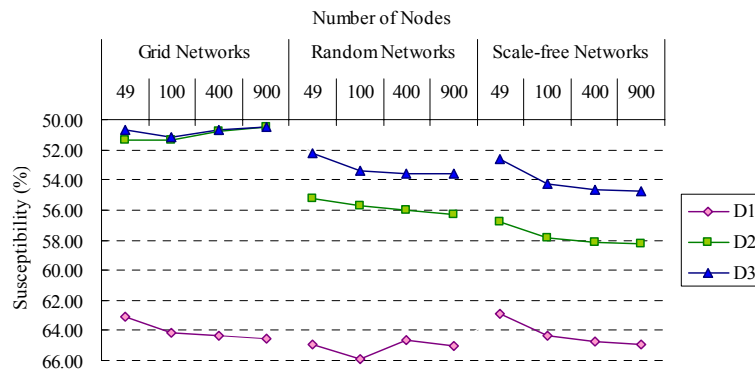 Number of Nodes
Grid Networks Random Networks Scale-free Networks
49 100 400 900 49 100 400 900 49 100 400 900
Susceptibility (%)
50.00
52.00
54.00
56.00
58.00
60.00
62.00
64.00
66.00
D1
D2
D3